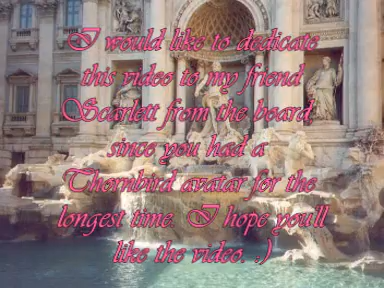 I would like to dedicate
this video to my friend
Scarlett from the board
since you had a
Thornbird avatar for the
longest time. I hope you'll
like the video. ;)